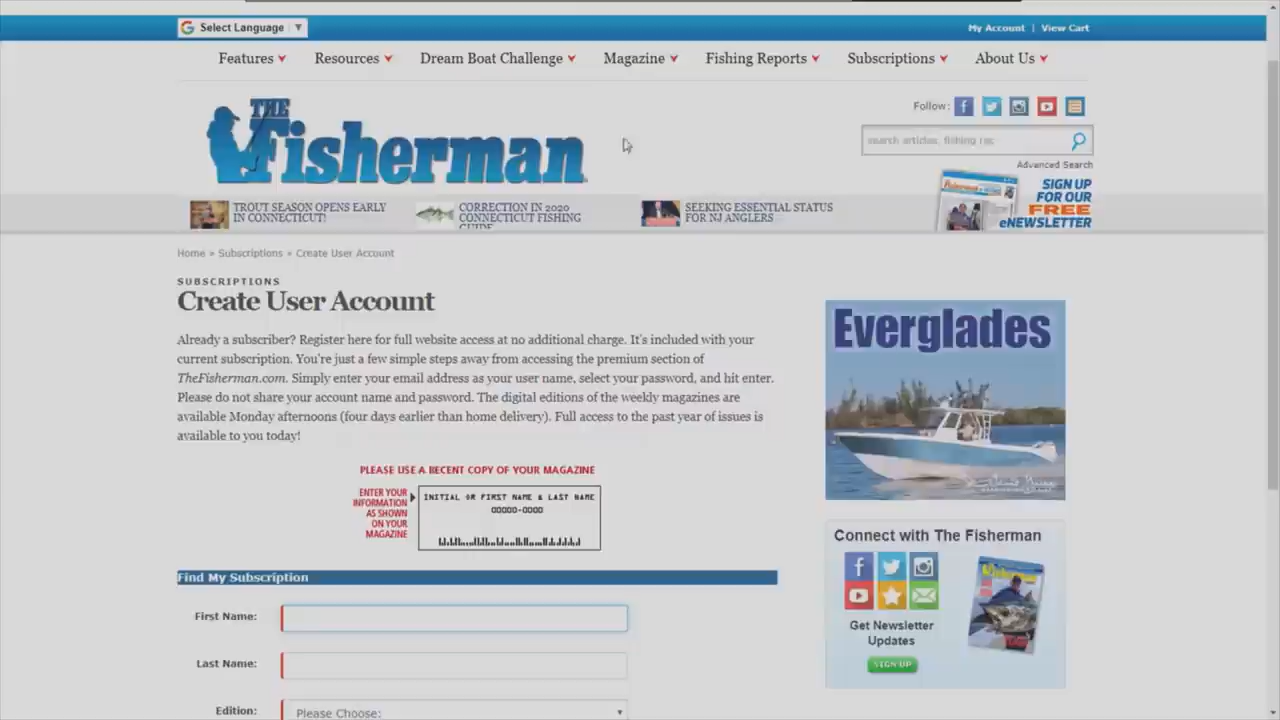 Select Language
My Account | View Cart
Features
Resources
Dream Boat Challenge
Magazine
Fishing Reports
Subscriptions
About Us
THE
Fisherman
Follow:
search articles, fishing rep
Advanced Search
TROUT SEASON OPENS EARLY
IN CONNECTICUT!
CORRECTION IN 2020
CONNECTICUT FISHING
GUIDE
SEEKING ESSENTIAL STATUS
FOR NJ ANGLERS
SIGN UP
FOR OUR
FREE
eNEWSLETTER
Home » Subscriptions » Create User Account
SUBSCRIPTIONS
Create User Account
Already a subscriber? Register here for full website access at no additional charge. It's included with your
current subscription. You're just a few simple steps away from accessing the premium section of
TheFisherman.com. Simply enter your email address as your user name, select your password, and hit enter.
Please do not share your account name and password. The digital editions of the weekly magazines are
available Monday afternoons (four days earlier than home delivery). Full access to the past year of issues is
available to you today!
PLEASE USE A RECENT COPY OF YOUR MAGAZINE
ENTER YOUR
INFORMATION
AS SHOWN
ON YOUR
MAGAZINE
INITIAL OR FIRST NAME & LAST NAME
00000-0000
Find My Subscription
First Name:
Last Name:
Edition:
Please Choose:
Everglades
Connect with The Fisherman
Get Newsletter
Updates
SIGN UP